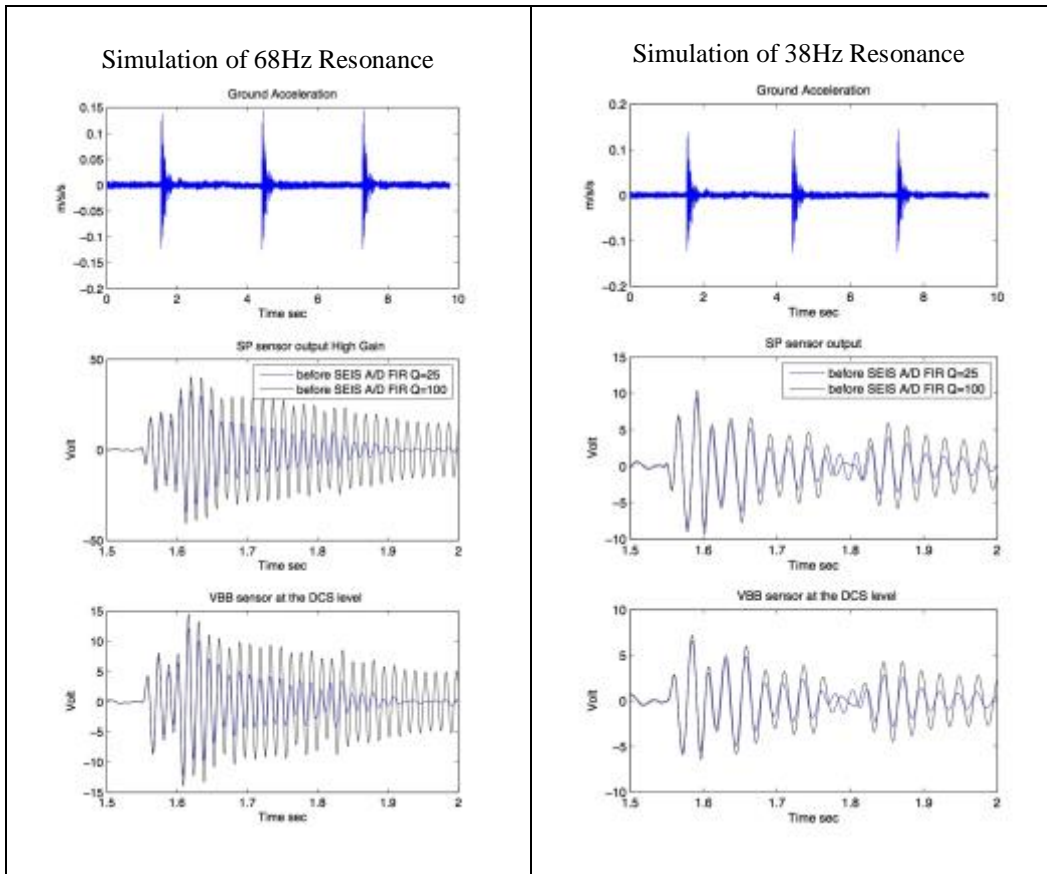 Simulation of 68Hz Resonance
Ground Acceleration
0.15
0.1
0.05
0
-0.05
-0.1
-0.15
-0.2
m/s/s
0 2 4 6 8 10
Time sec
SP sensor output High Gain
50
0
-50
Volt
before SEIS A/D FIR Q=25
before SEIS A/D FIR Q=100
1.5 1.6 1.7 1.8 1.9 2
Time sec
VBB sensor at the DCS level
15
10
5
0
-5
-10
-15
Volt
1.5 1.6 1.7 1.8 1.9 2
Time sec
Simulation of 38Hz Resonance
Ground Acceleration
0.2
0.1
0
-0.1
-0.2
m/s/s
0 2 4 6 8 10
Time sec
SP sensor output
15
10
5
0
-5
-10
Volt
before SEIS A/D FIR Q=25
before SEIS A/D FIR Q=100
1.5 1.6 1.7 1.8 1.9 2
Time sec
VBB sensor at the DCS level
10
5
0
-5
-10
Volt
1.5 1.6 1.7 1.8 1.9 2
Time sec